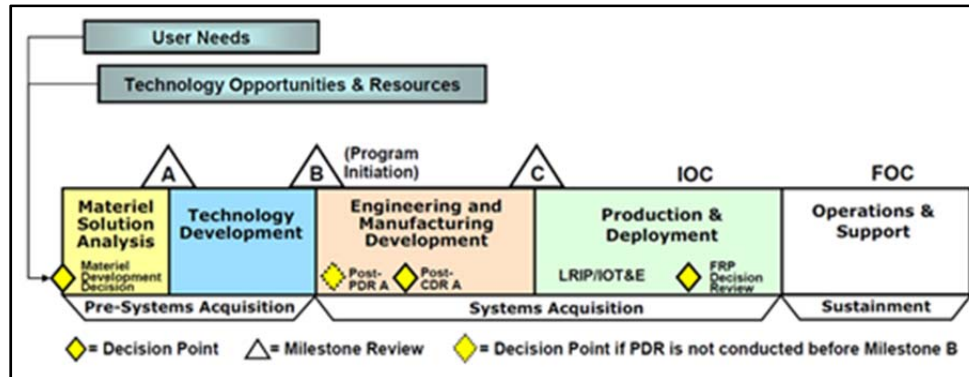 User Needs
Technology Opportunities & Resources
A
B
(Program
Initiation)
C
IOC
FOC
Materiel
Solution
Analysis
Materiel
Development
Decision
Technology
Development
Engineering and
Manufacturing
Development
Post-
PDR A
Post-
CDR A
Production &
Deployment
LRIP/IOT&E
FRP
Decision
Review
Operations &
Support
Pre-Systems Acquisition
Systems Acquisition
Sustainment
= Decision Point
= Milestone Review
= Decision Point if PDR is not conducted before Milestone B